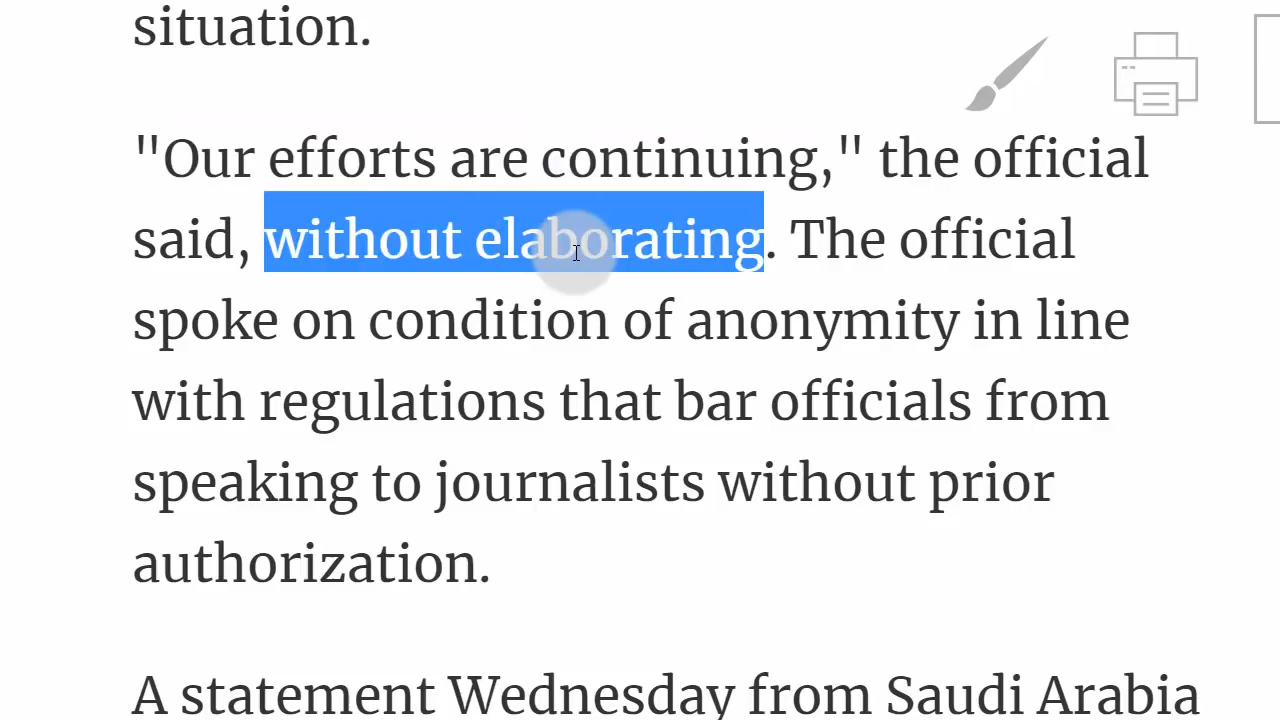 situation.
"Our efforts are continuing," the official
said, without elaborating. The official
spoke on condition of anonymity in line
with regulations that bar officials from
speaking to journalists without prior
authorization.
A statement Wednesday from Saudi Arabia